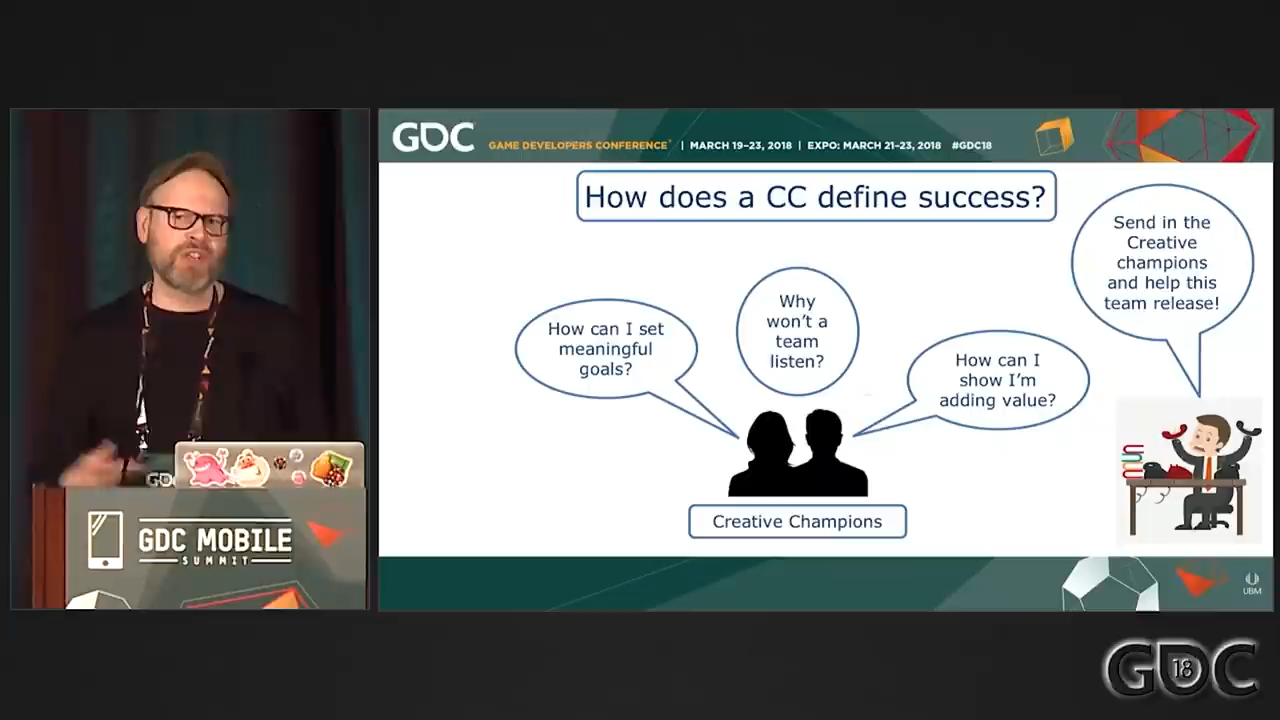 GDC
GAME DEVELOPERS CONFERENCE | MARCH 19–23, 2018 | EXPO: MARCH 21–23, 2018 #GDC18
How does a CC define success?
Send in the
Creative
champions
and help this
team release!
How can I set
meaningful
goals?
Why
won't a
team
listen?
How can I
show I'm
adding value?
Creative Champions
GDC MOBILE
SUMMIT
UBM
GDC
18